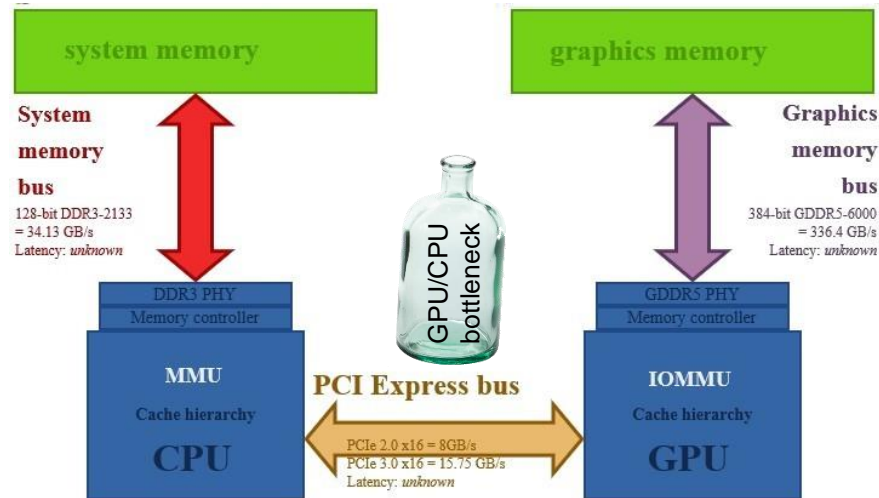 system memory
graphics memory
System
memory
bus
128-bit DDR3-2133
= 34.13 GB/s
Latency: unknown
Graphics
memory
bus
384-bit GDDR5-6000
= 336.4 GB/s
Latency: unknown
GPU/CPU
bottleneck
DDR3 PHY
Memory controller
MMU
Cache hierarchy
CPU
PCI Express bus
PCIe 2.0 x16 = 8GB/s
PCIe 3.0 x16 = 15.75 GB/s
Latency: unknown
GDDR5 PHY
Memory controller
IOMMU
Cache hierarchy
GPU